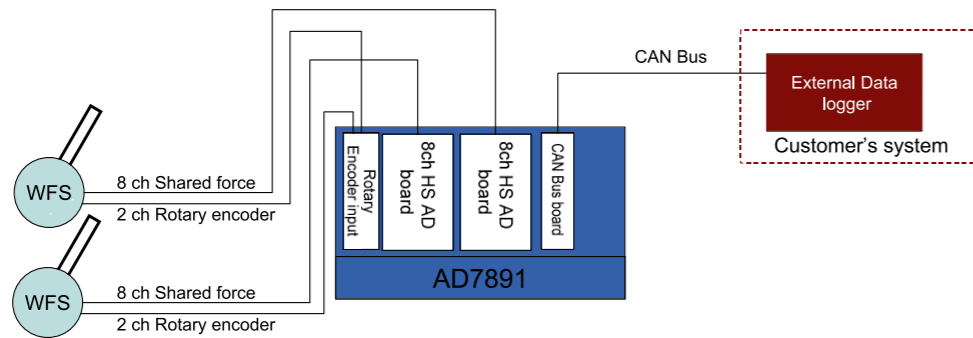 CAN Bus
External Data
logger
Customer's system
WFS
8 ch Shared force
2 ch Rotary encoder
Rotary
Encoder input
8ch HS AD
board
8ch HS AD
board
CAN Bus board
AD7891
WFS
8 ch Shared force
2 ch Rotary encoder